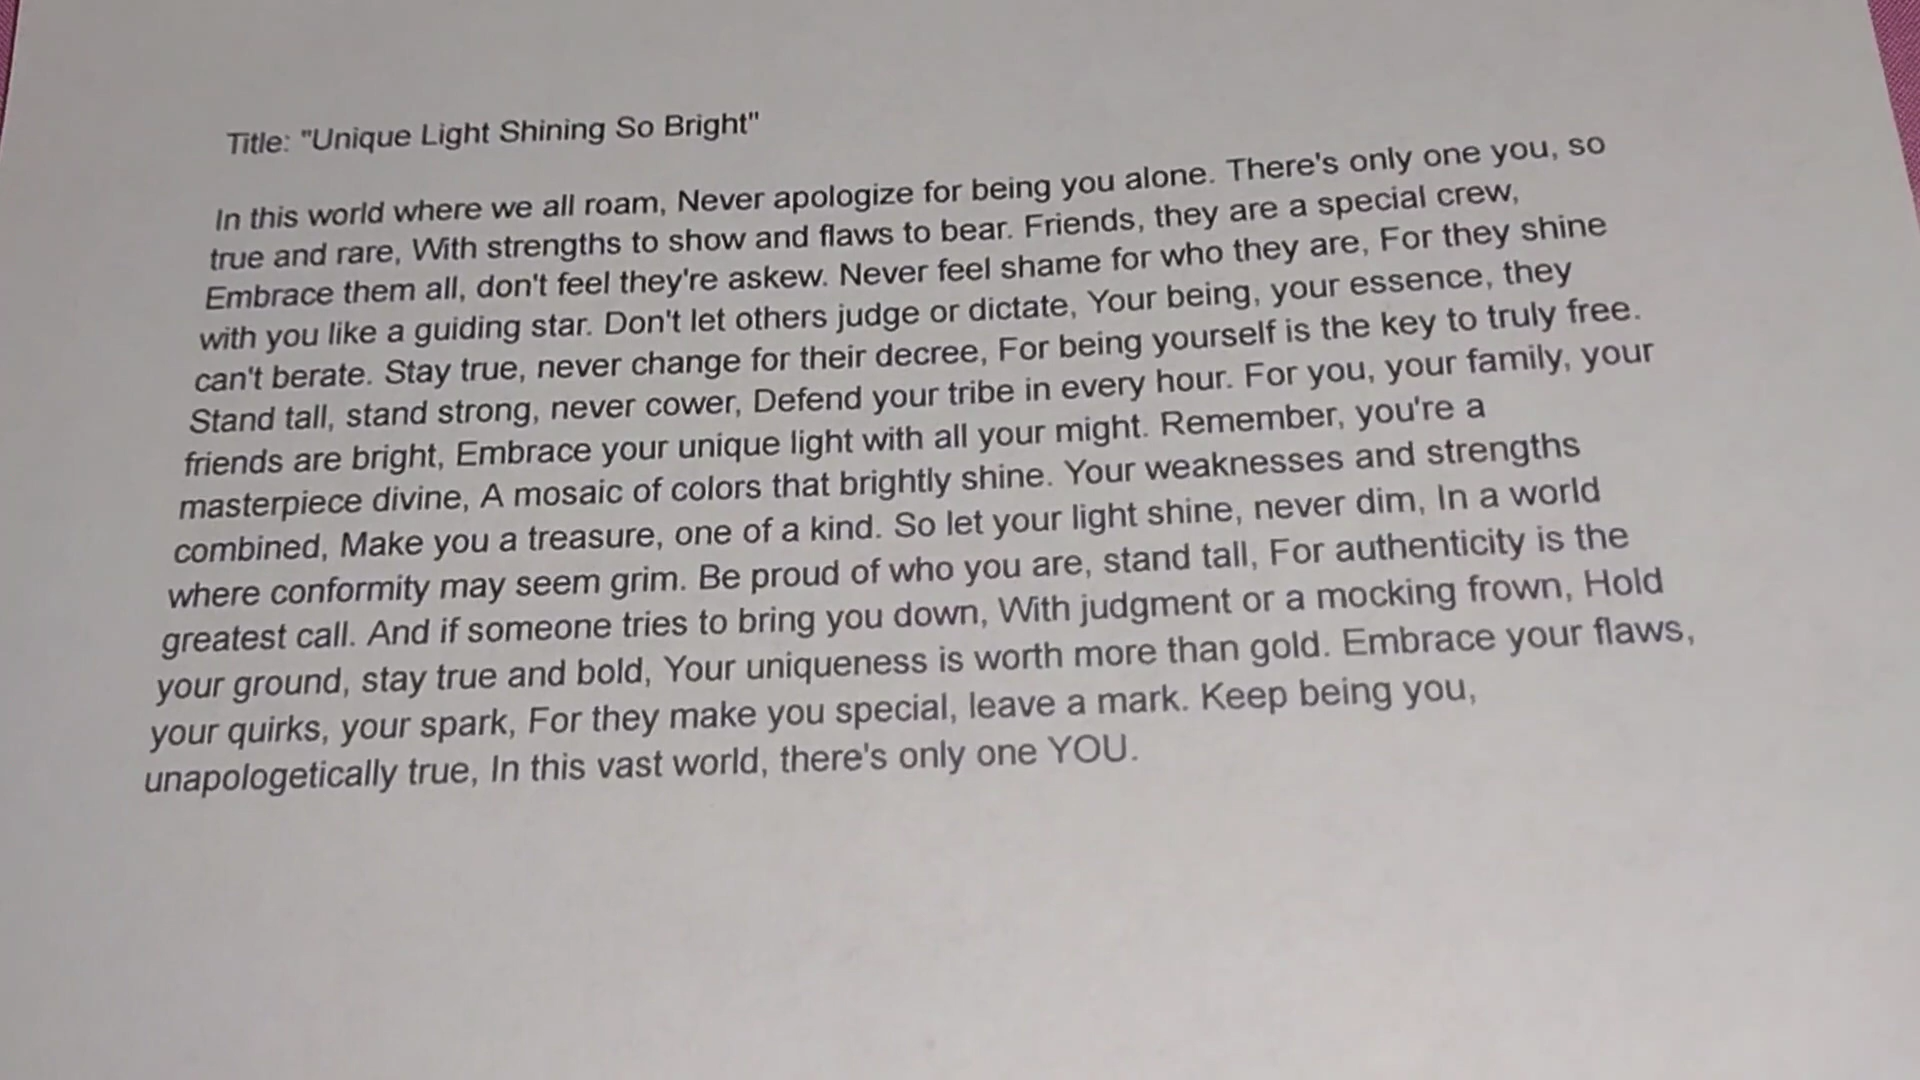 Title: "Unique Light Shining So Bright"
In this world where we all roam, Never apologize for being you alone. There's only one you, so
true and rare, With strengths to show and flaws to bear. Friends, they are a special crew,
Embrace them all, don't feel they're askew. Never feel shame for who they are, For they shine
with you like a guiding star. Don't let others judge or dictate, Your being, your essence, they
can't berate. Stay true, never change for their decree, For being yourself is the key to truly free.
Stand tall, stand strong, never cower, Defend your tribe in every hour. For you, your family, your
friends are bright, Embrace your unique light with all your might. Remember, you're a
masterpiece divine, A mosaic of colors that brightly shine. Your weaknesses and strengths
combined, Make you a treasure, one of a kind. So let your light shine, never dim, In a world
where conformity may seem grim. Be proud of who you are, stand tall, For authenticity is the
greatest call. And if someone tries to bring you down, With judgment or a mocking frown, Hold
your ground, stay true and bold, Your uniqueness is worth more than gold. Embrace your flaws,
your quirks, your spark, For they make you special, leave a mark. Keep being you,
unapologetically true, In this vast world, there's only one YOU.